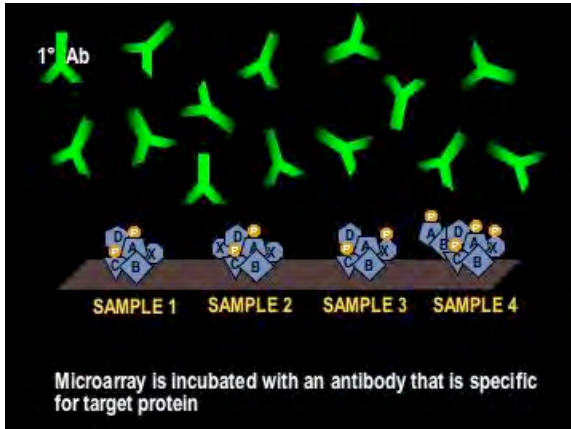 1° Ab
D P
A X
P
C B
D P
X A X
P
C B
D P
A X
P
C B
P P P
A D A
B P X
C B
SAMPLE 1 SAMPLE 2 SAMPLE 3 SAMPLE 4
Microarray is incubated with an antibody that is specific
for target protein